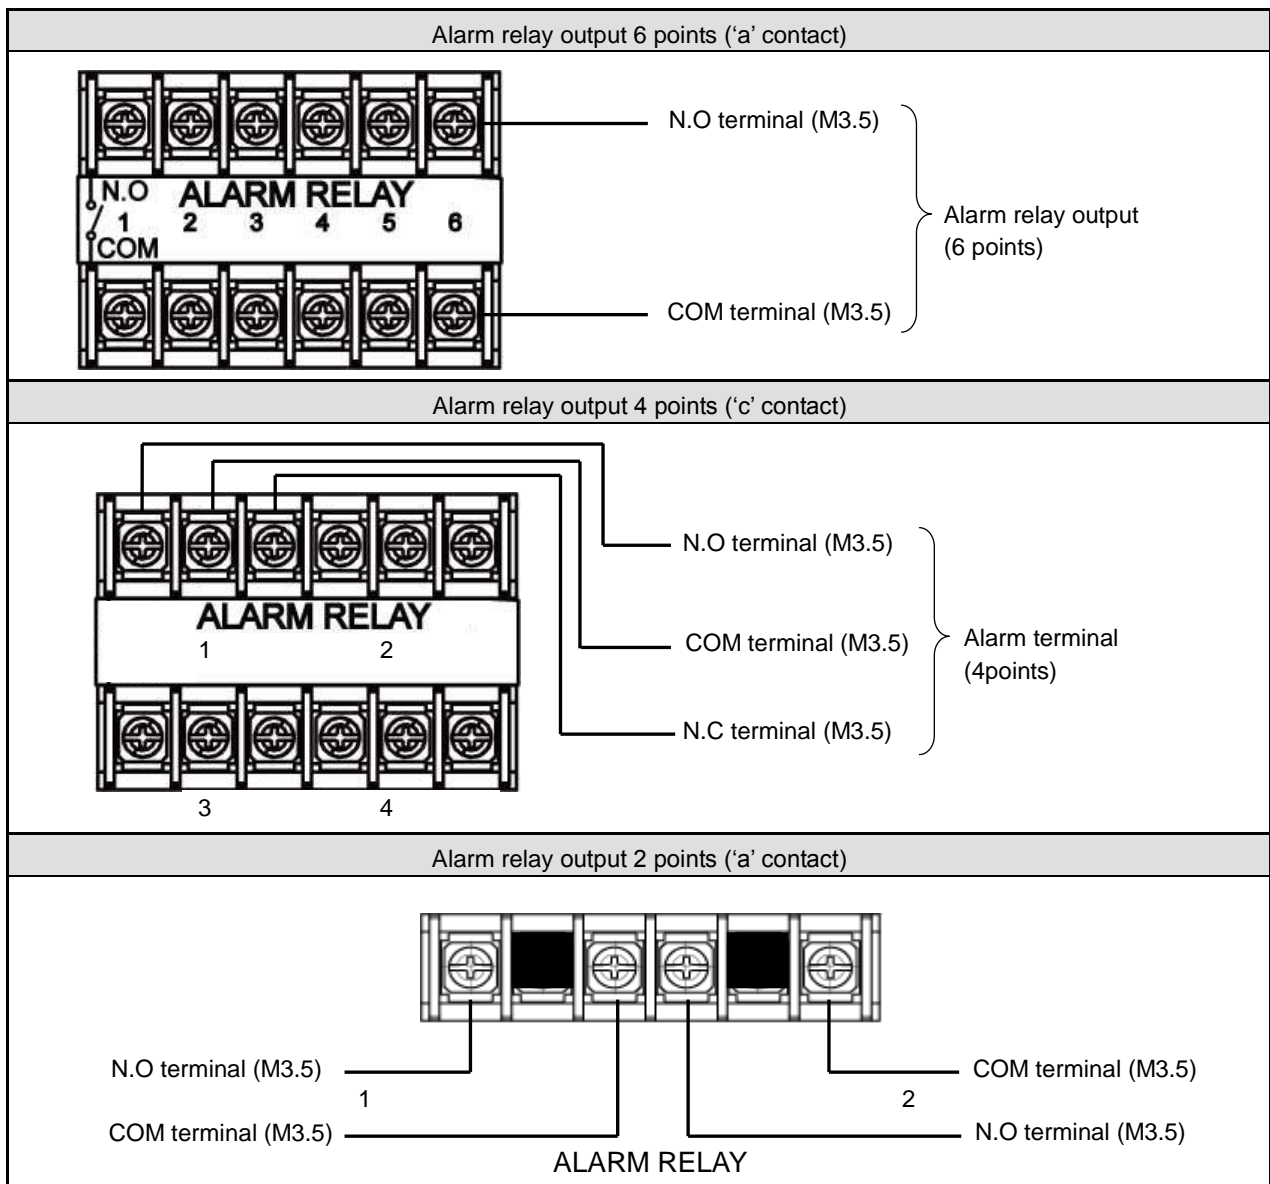 Alarm relay output 6 points (‘a’ contact)
N.O terminal (M3.5)
N.O ALARM RELAY
1 2 3 4 5 6
COM
Alarm relay output
(6 points)
COM terminal (M3.5)
Alarm relay output 4 points (‘c’ contact)
N.O terminal (M3.5)
ALARM RELAY
1 2
COM terminal (M3.5)
Alarm terminal
(4points)
N.C terminal (M3.5)
3 4
Alarm relay output 2 points (‘a’ contact)
N.O terminal (M3.5)
COM terminal (M3.5)
1 2
COM terminal (M3.5)
N.O terminal (M3.5)
ALARM RELAY